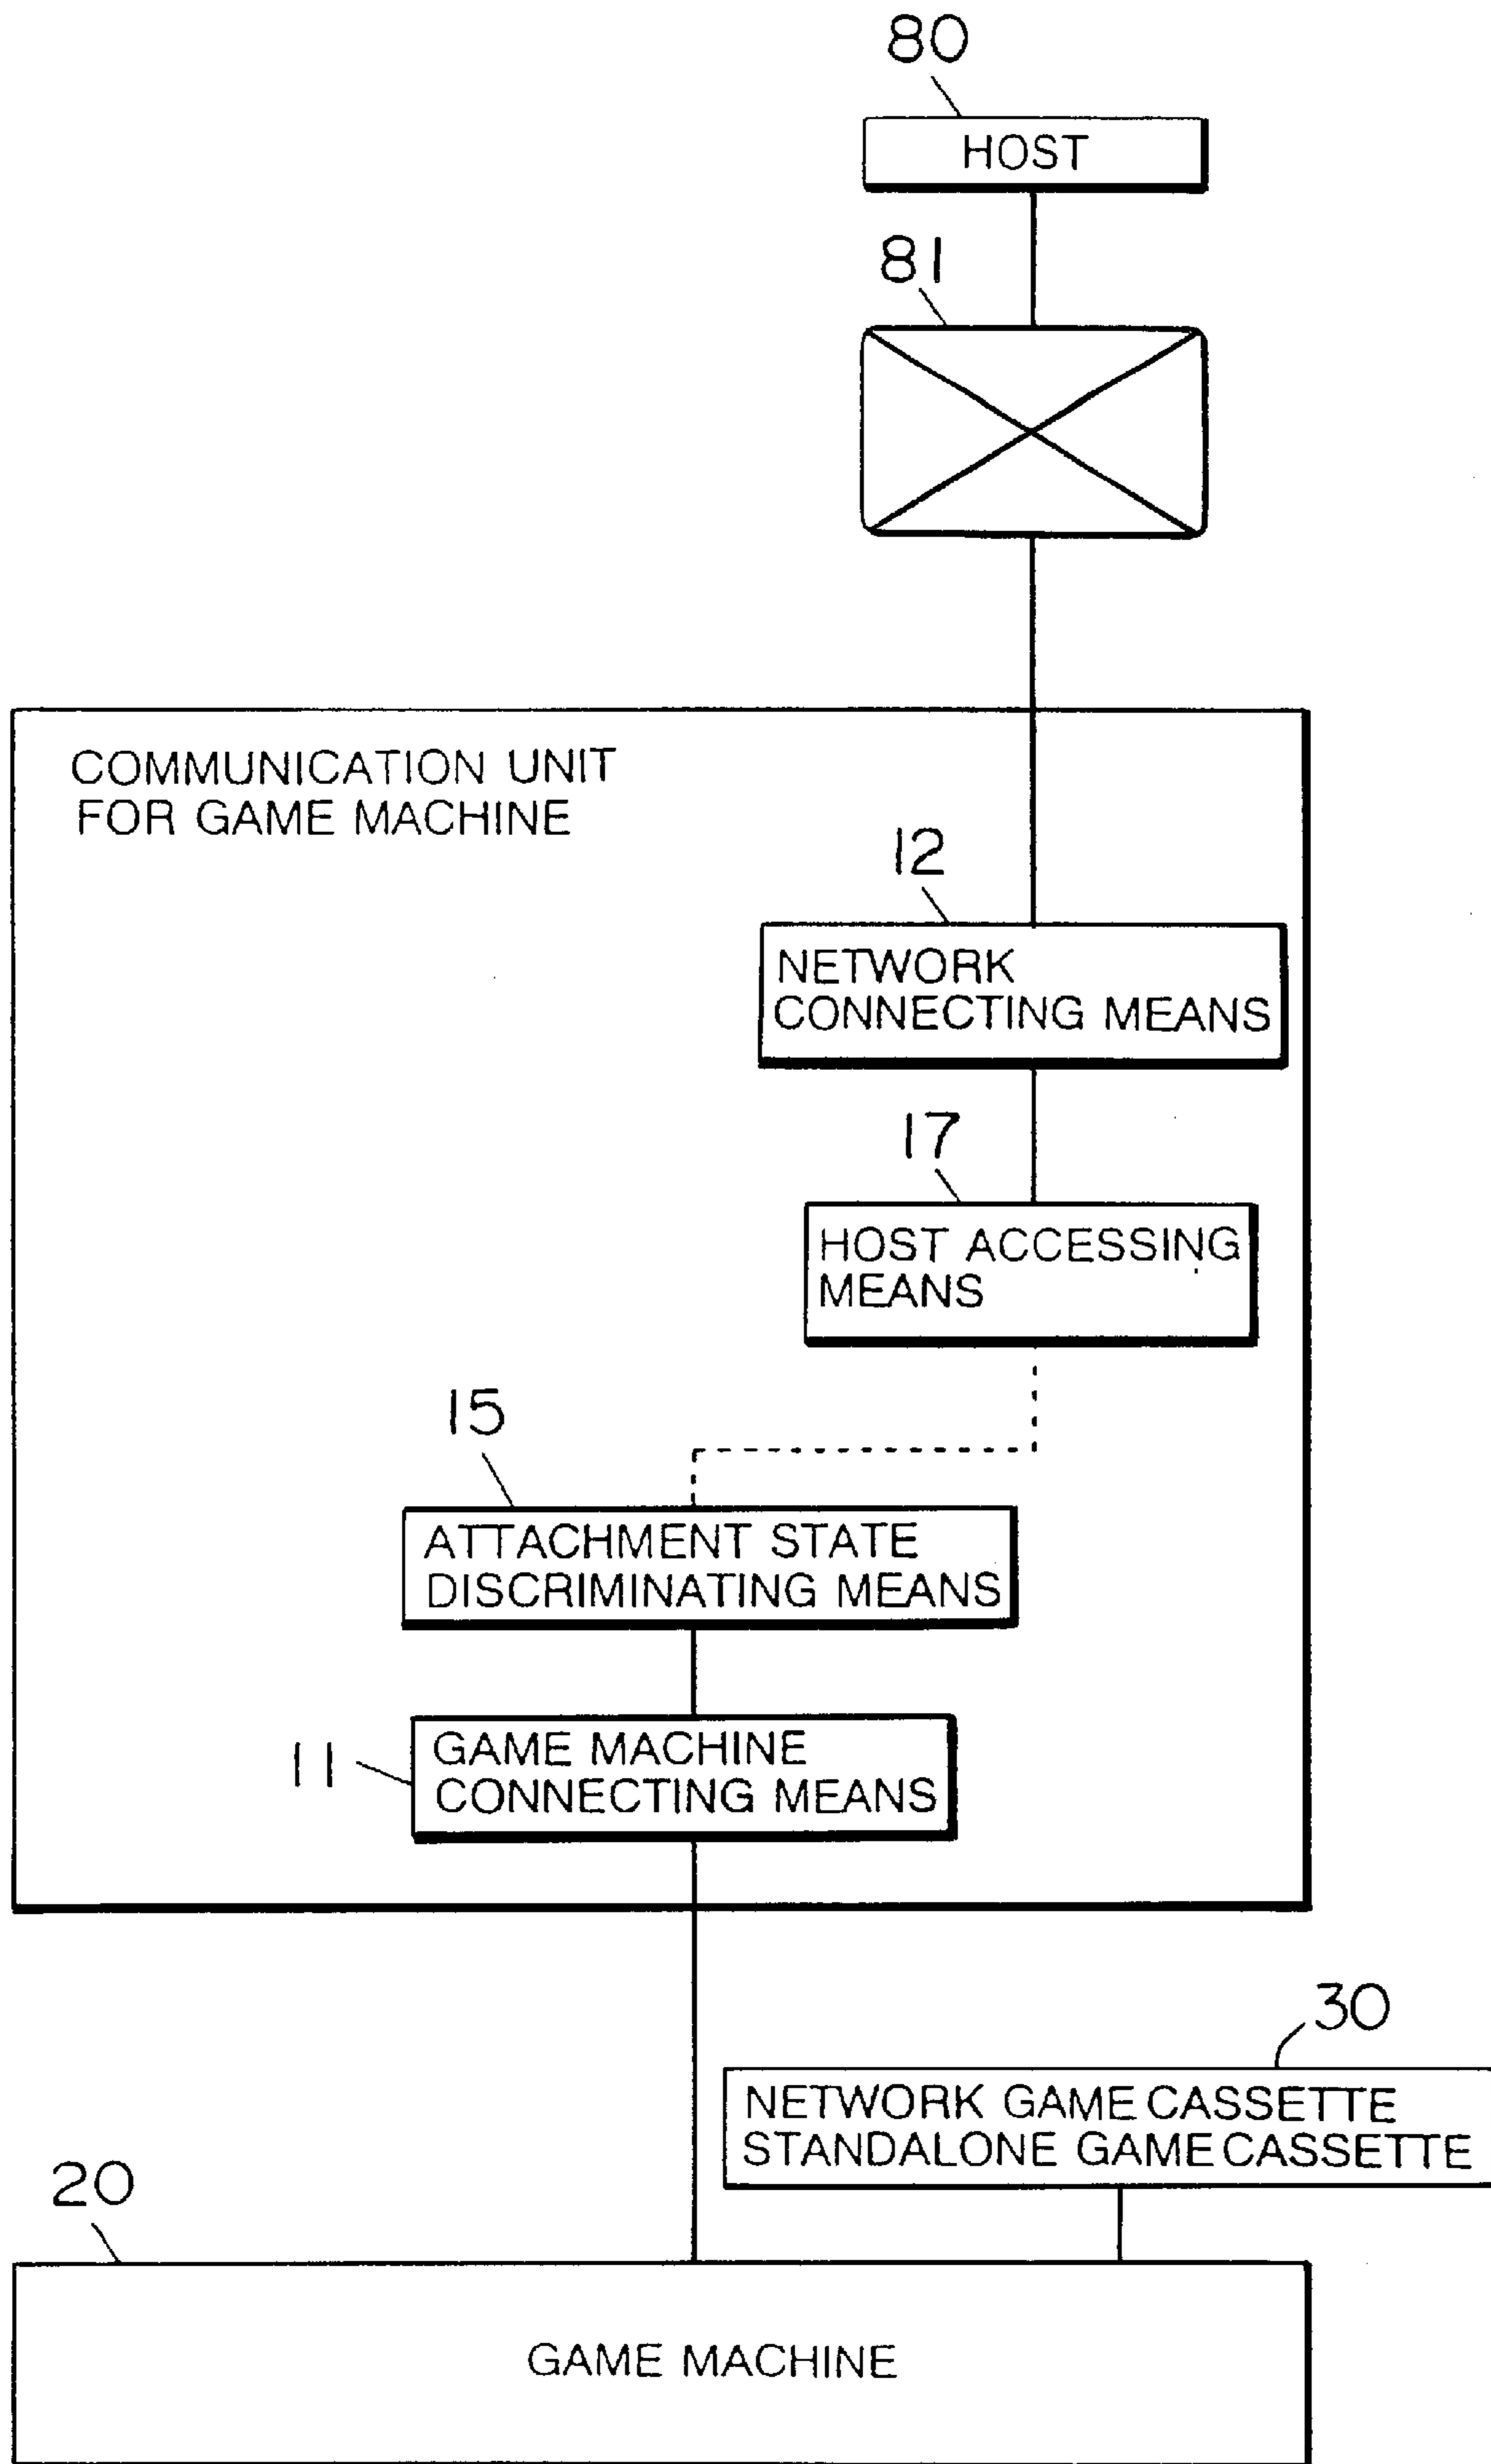 80
HOST
81
COMMUNICATION UNIT
FOR GAME MACHINE
12
NETWORK
CONNECTING MEANS
17
HOST ACCESSING
MEANS
15
ATTACHMENT STATE
DISCRIMINATING MEANS
11
GAME MACHINE
CONNECTING MEANS
30
NETWORK GAME CASSETTE
STANDALONE GAME CASSETTE
20
GAME MACHINE